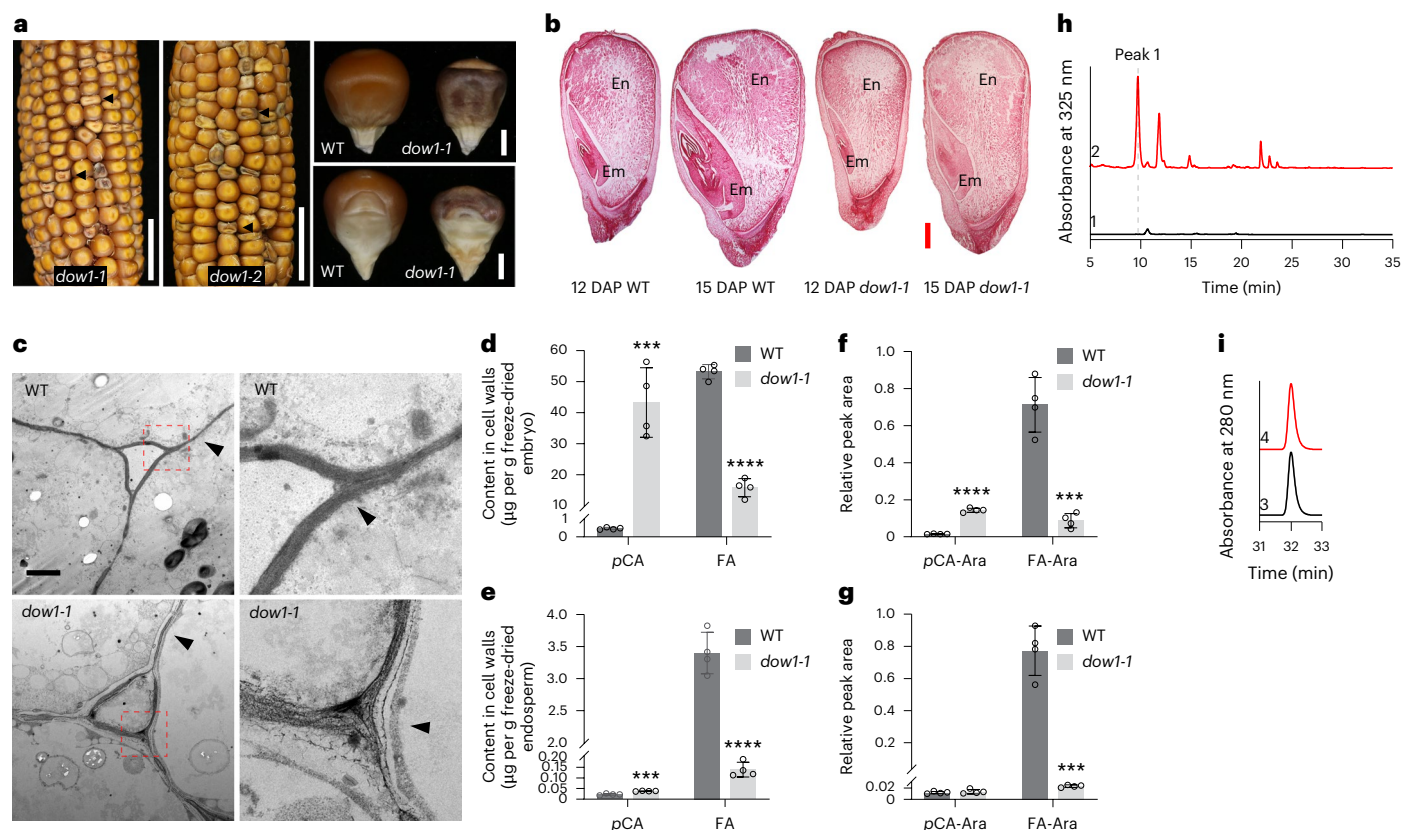 a
dow1-1
dow1-2
WT
dow1-1
WT
dow1-1
b
En
Em
En
Em
En
Em
En
Em
12 DAP WT
15 DAP WT
12 DAP dow1-1
15 DAP dow1-1
h
Absorbance at 325 nm
Peak 1
2
1
5
10
15
20
25
30
35
Time (min)
c
WT
WT
dow1-1
dow1-1
d
Content in cell walls
(µg per g freeze-dried
embryo)
60
50
40
30
20
10
1
0
***
****
WT
dow1-1
pCA
FA
f
Relative peak area
1.0
0.8
0.6
0.4
0.2
0
****
***
WT
dow1-1
pCA-Ara
FA-Ara
i
Absorbance at 280 nm
4
3
31
32
33
Time (min)
e
Content in cell walls
(µg per g freeze-dried
endosperm)
4.0
3.5
3.0
2.5
2.0
0.20
0.15
0.10
0.05
0
***
****
WT
dow1-1
pCA
FA
g
Relative peak area
1.0
0.8
0.6
0.4
0.2
0.02
0
***
WT
dow1-1
pCA-Ara
FA-Ara